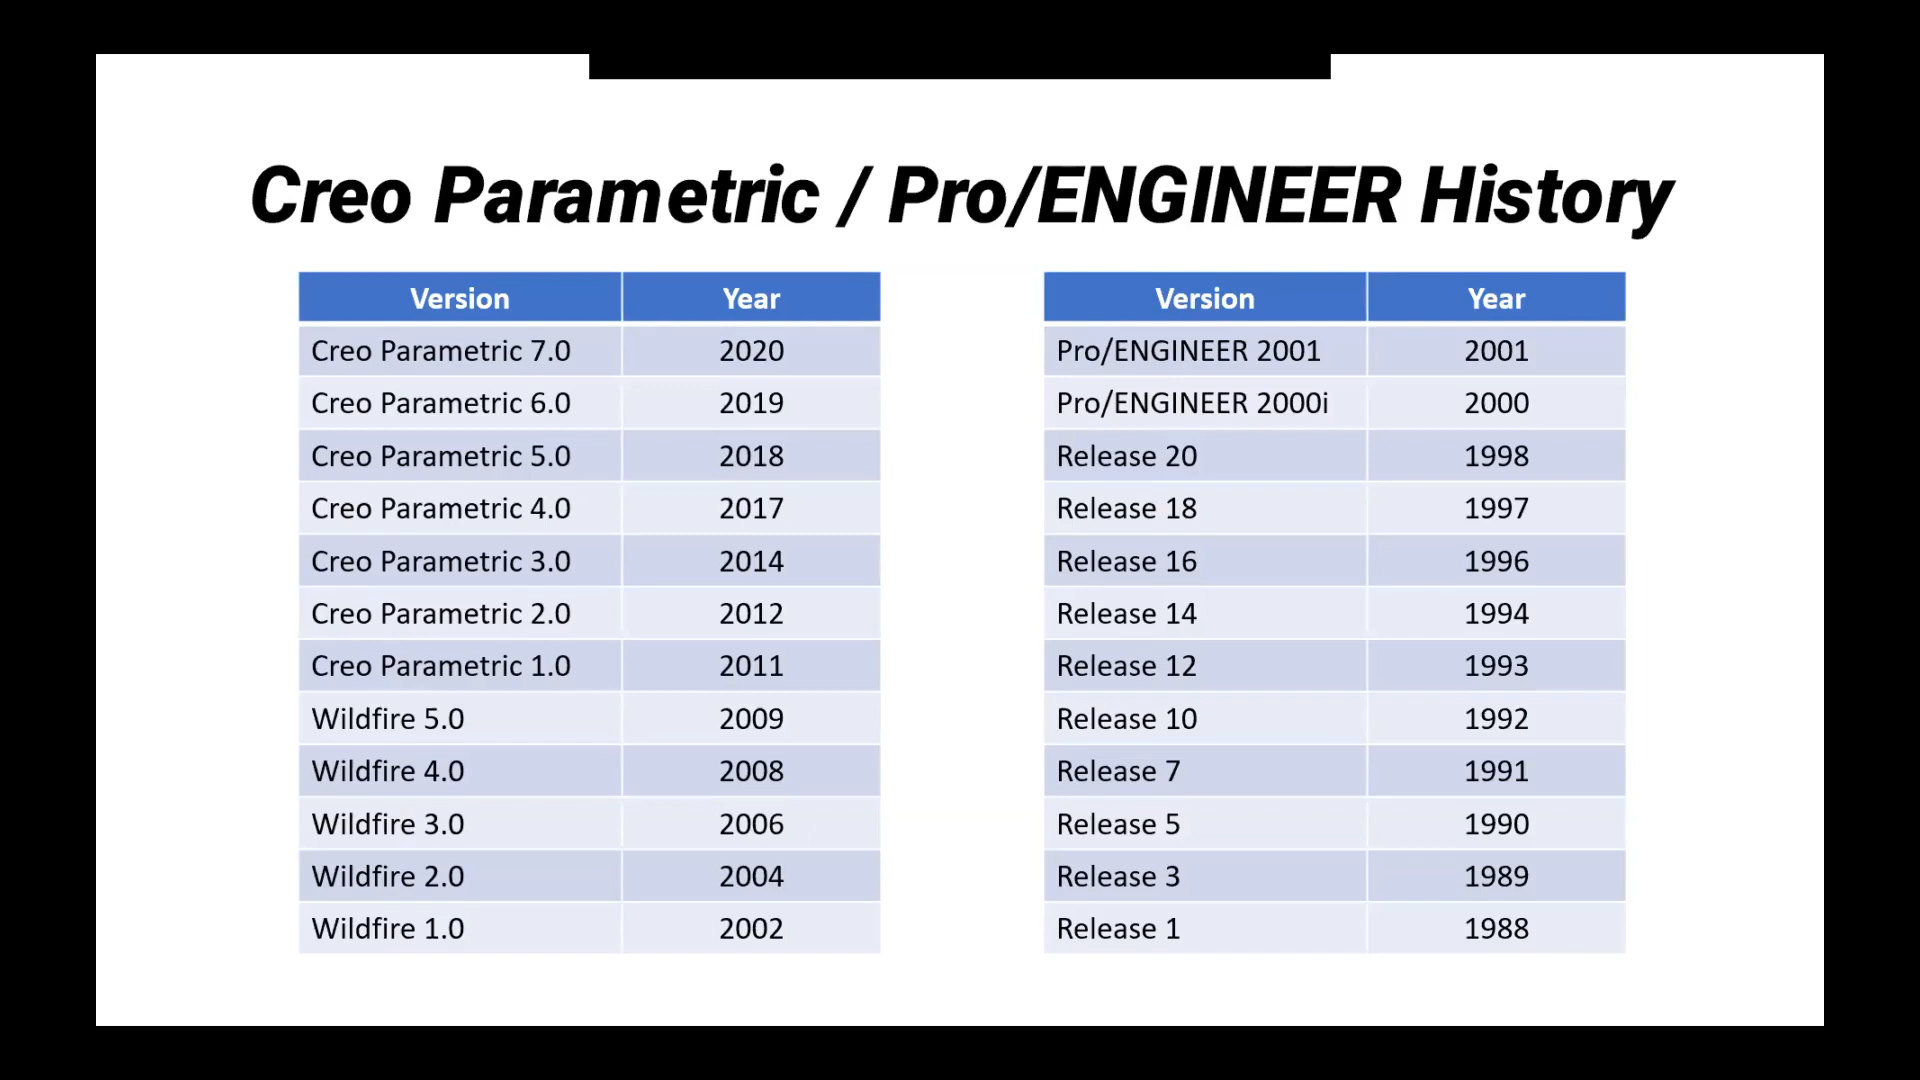 Creo Parametric / Pro/ENGINEER History
Version Year
Creo Parametric 7.0 2020
Creo Parametric 6.0 2019
Creo Parametric 5.0 2018
Creo Parametric 4.0 2017
Creo Parametric 3.0 2014
Creo Parametric 2.0 2012
Creo Parametric 1.0 2011
Wildfire 5.0 2009
Wildfire 4.0 2008
Wildfire 3.0 2006
Wildfire 2.0 2004
Wildfire 1.0 2002
Version Year
Pro/ENGINEER 2001 2001
Pro/ENGINEER 2000i 2000
Release 20 1998
Release 18 1997
Release 16 1996
Release 14 1994
Release 12 1993
Release 10 1992
Release 7 1991
Release 5 1990
Release 3 1989
Release 1 1988